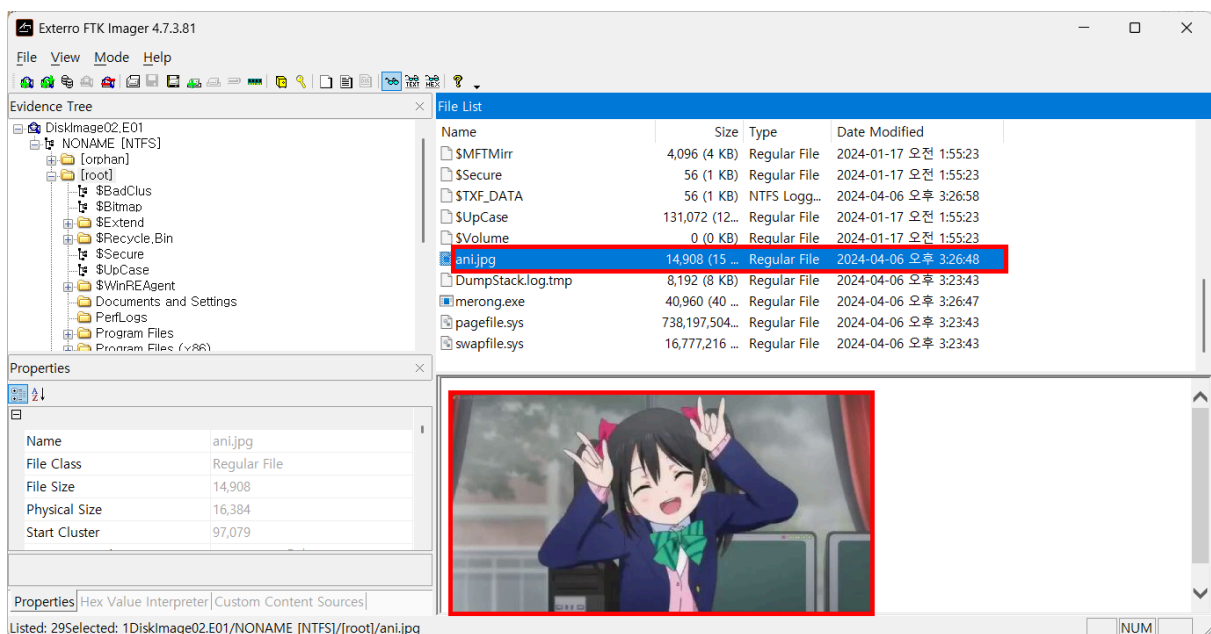 Exterro FTK Imager 4.7.3.81
File View Mode Help
Evidence Tree
DiskImage02.E01
NONAME [NTFS]
[orphan]
[root]
$BadClus
$Bitmap
$Extend
$Recycle.Bin
$Secure
$UpCase
$WinREAgent
Documents and Settings
PerfLogs
Program Files
Program Files (x86)
File List
Name Size Type Date Modified
$MFTMirr 4,096 (4 KB) Regular File 2024-01-17 오전 1:55:23
$Secure 56 (1 KB) Regular File 2024-01-17 오전 1:55:23
$TXF_DATA 56 (1 KB) NTFS Logg... 2024-04-06 오후 3:26:58
$UpCase 131,072 (12... Regular File 2024-01-17 오전 1:55:23
$Volume 0 (0 KB) Regular File 2024-01-17 오전 1:55:23
ani.jpg 14,908 (15 ... Regular File 2024-04-06 오후 3:26:48
DumpStack.log.tmp 8,192 (8 KB) Regular File 2024-04-06 오후 3:23:43
merong.exe 40,960 (40 ... Regular File 2024-04-06 오후 3:26:47
pagefile.sys 738,197,504... Regular File 2024-04-06 오후 3:23:43
swapfile.sys 16,777,216 ... Regular File 2024-04-06 오후 3:23:43
Properties
Name ani.jpg
File Class Regular File
File Size 14,908
Physical Size 16,384
Start Cluster 97,079
Properties Hex Value Interpreter Custom Content Sources
Listed: 29Selected: 1DiskImage02.E01/NONAME [NTFS]/[root]/ani.jpg
NUM